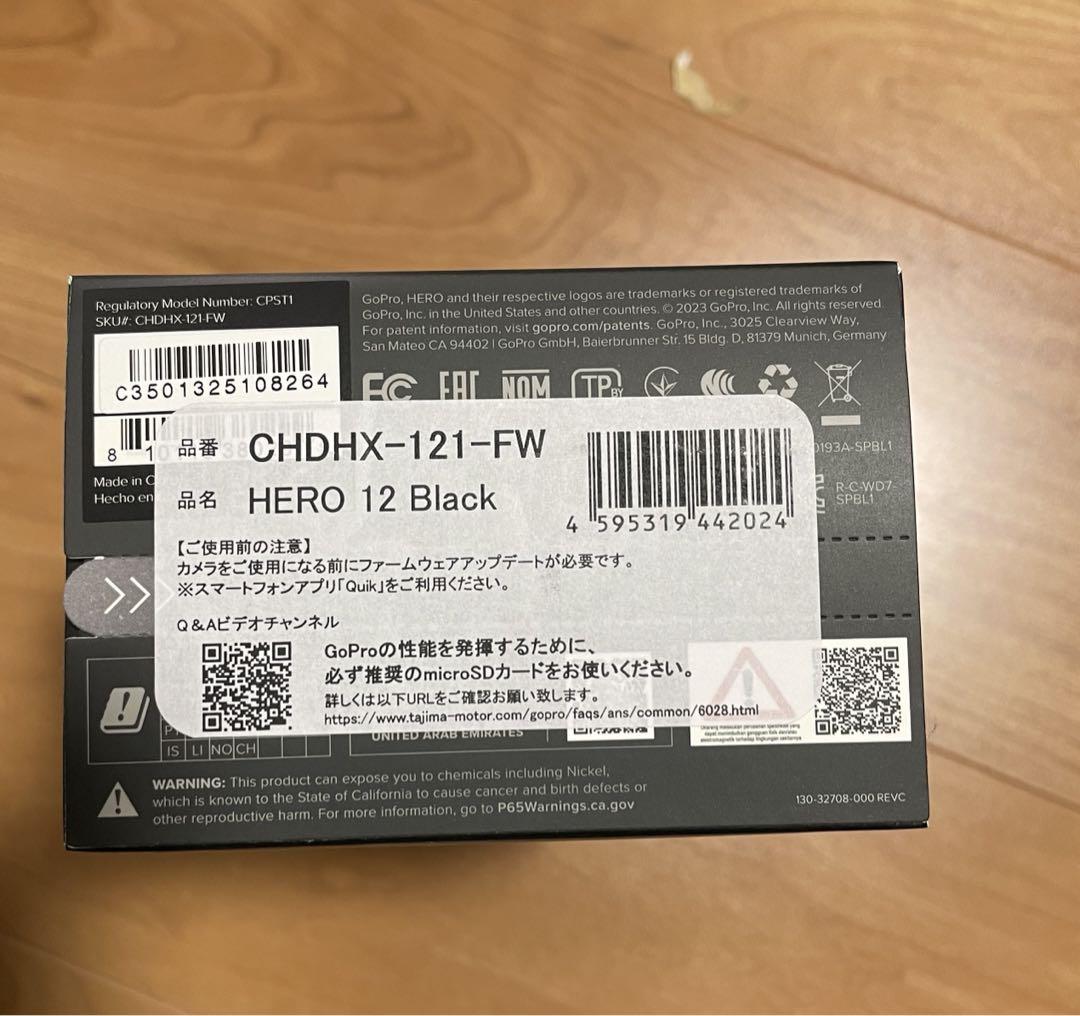 Regulatory Model Number: CPST1
SKU#: CHDHX-121-FW
C3501325108264
8 1
Made in C
Hecho en
GoPro, HERO and their respective logos are trademarks or registered trademarks of
GoPro, Inc. in the United States and other countries. © 2023 GoPro, Inc. All rights reserved.
For patent information, visit gopro.com/patents. GoPro, Inc., 3025 Clearview Way,
San Mateo CA 94402 | GoPro GmbH, Baierbrunner Str. 15 Bldg. D, 81379 Munich, Germany
FC EAC NOM TP BY
0193A-SPBL1
R-C-WD7-
SPBL1
品番 CHDHX-121-FW
品名 HERO 12 Black
4 595319 442024
【ご使用前の注意】
カメラをご使用になる前にファームウェアアップデートが必要です。
※スマートフォンアプリ「Quik」をご利用ください。
Q&Aビデオチャンネル
GoProの性能を発揮するために、
必ず推奨のmicroSDカードをお使いください。
詳しくは以下URLをご確認お願い致します。
https://www.tajima-motor.com/gopro/faqs/ans/common/6028.html
IS LI NO CH
UNITED ARAB EMIRATES
WARNING: This product can expose you to chemicals including Nickel,
which is known to the State of California to cause cancer and birth defects or
other reproductive harm. For more information, go to P65Warnings.ca.gov
130-32708-000 REVC